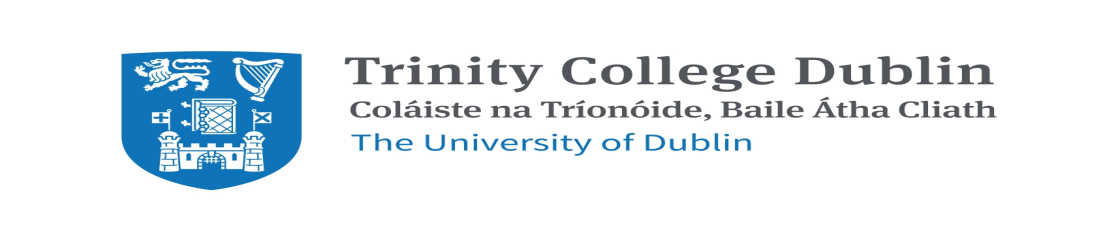 Trinity College Dublin
Coláiste na Tríonóide, Baile Átha Cliath
The University of Dublin